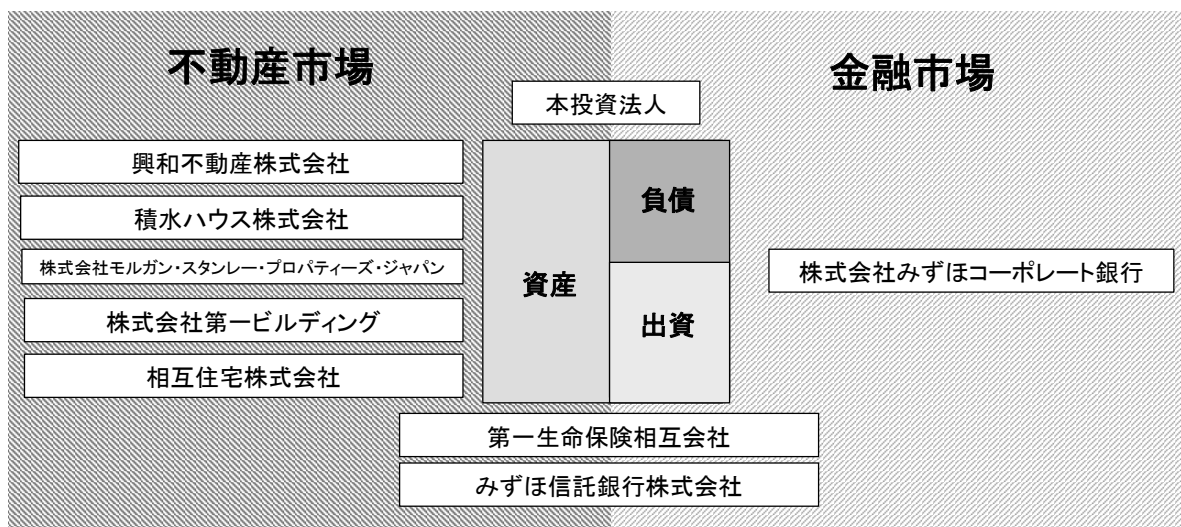 不動産市場
金融市場
本投資法人
興和不動産株式会社
積水ハウス株式会社
株式会社モルガン・スタンレー・プロパティーズ・ジャパン
株式会社第一ビルディング
相互住宅株式会社
資産
負債
出資
株式会社みずほコーポレート銀行
第一生命保険相互会社
みずほ信託銀行株式会社